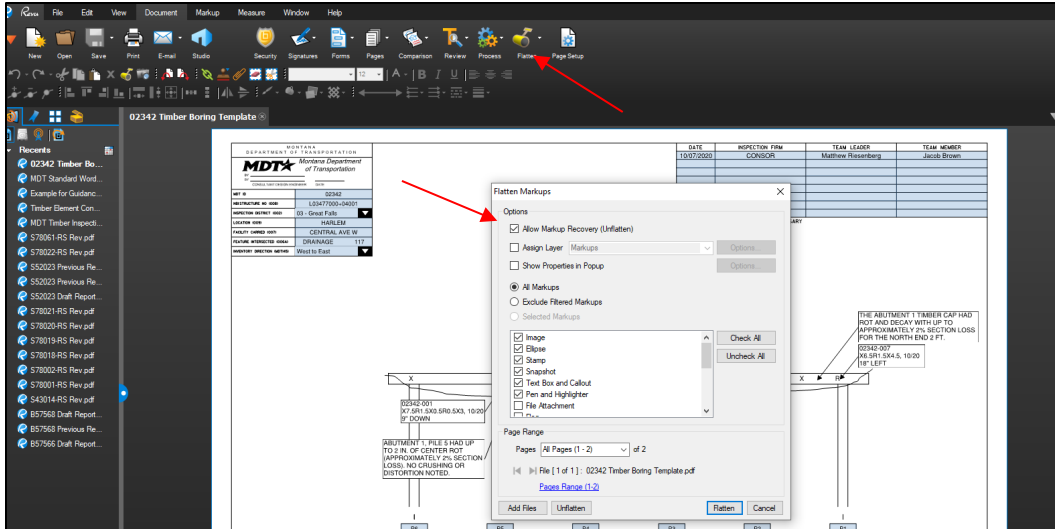 Revu File Edit View Document Markup Measure Window Help
New Open Save Print E-mail Studio Security Signatures Forms Pages Comparison Review Process Flatten Page Setup
12 A B I U
02342 Timber Boring Template
Recents
02342 Timber Bo...
MDT Standard Word...
Example for Guidanc...
Timber Element Con...
MDT Timber Inspecti...
S78061-RS Rev.pdf
S78022-RS Rev.pdf
S52023 Previous Re...
S52023 Previous Re...
S52023 Draft Report...
S78021-RS Rev.pdf
S78020-RS Rev.pdf
S78019-RS Rev.pdf
S78018-RS Rev.pdf
S78002-RS Rev.pdf
S78001-RS Rev.pdf
S43014-RS Rev.pdf
B57568 Draft Report...
B57568 Previous Re...
B57566 Draft Report...
MONTANA
DEPARTMENT OF TRANSPORTATION
MDT Montana Department
of Transportation
MDT ID 02342
L03477000+04001
03 - Great Falls
HARLEM
CENTRAL AVE W
DRAINAGE 117
West to East
DATE INSPECTION FIRM TEAM LEADER TEAM MEMBER
10/07/2020 CONSOR Matthew Riesenberg Jacob Brown
Flatten Markups
Options
Allow Markup Recovery (Unflatten)
Assign Layer Markups Options...
Show Properties in Popup Options...
All Markups
Exclude Filtered Markups
Selected Markups
Image
Ellipse
Stamp
Snapshot
Text Box and Callout
Pen and Highlighter
File Attachment
Check All
Uncheck All
Page Range
Pages All Pages (1 - 2) of 2
File [ 1 of 1 ] : 02342 Timber Boring Template.pdf
Pages Range (1-2)
Add Files Unflatten Flatten Cancel
THE ABUTMENT 1 TIMBER CAP HAD
ROT AND DECAY WITH UP TO
APPROXIMATELY 2% SECTION LOSS
FOR THE NORTH END 2 FT.
02342-007
X6.5R1.5X4.5, 10/20
18" LEFT
X
X R
02342-001
X7.5R1.5X0.5R0.5X3, 10/20
9" DOWN
ABUTMENT 1, PILE 5 HAD UP
TO 2 IN. OF CENTER ROT
(APPROXIMATELY 2% SECTION
LOSS). NO CRUSHING OR
DISTORTION NOTED.